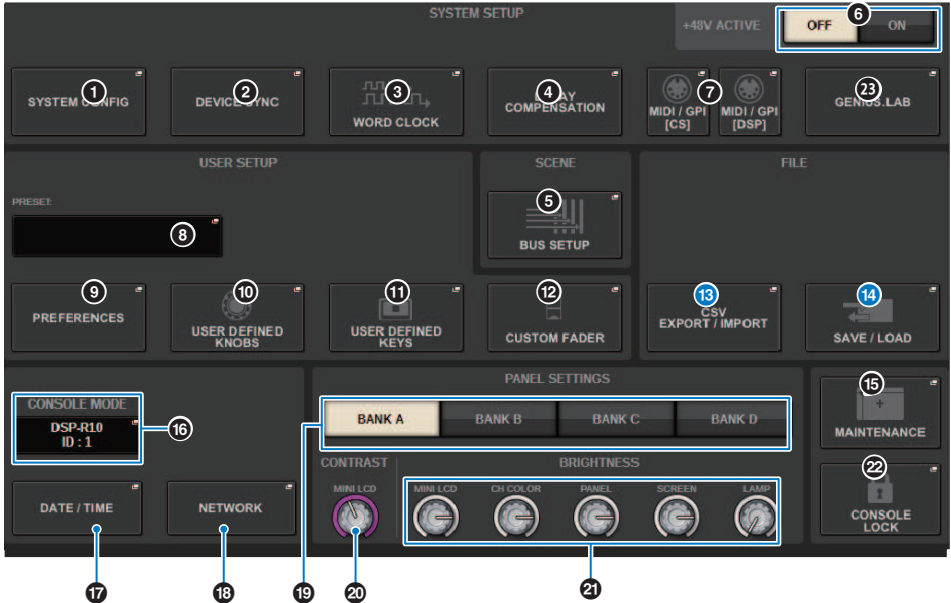 SYSTEM SETUP
+48V ACTIVE
OFF
6
ON
1
SYSTEM CONFIG
2
DEVICE SYNC
3
WORD CLOCK
4
DELAY
COMPENSATION
7
MIDI / GPI
[CS]
MIDI / GPI
[DSP]
23
GENIUS.LAB
USER SETUP
PRESET:
8
SCENE
5
BUS SETUP
FILE
9
PREFERENCES
10
USER DEFINED
KNOBS
11
USER DEFINED
KEYS
12
CUSTOM FADER
13
CSV
EXPORT / IMPORT
14
SAVE / LOAD
CONSOLE MODE
DSP-R10
ID : 1
16
PANEL SETTINGS
BANK A
BANK B
BANK C
BANK D
15
MAINTENANCE
CONTRAST
BRIGHTNESS
MINI LCD
MINI LCD
CH COLOR
PANEL
SCREEN
LAMP
22
CONSOLE
LOCK
DATE / TIME
NETWORK
17
18
19
20
21